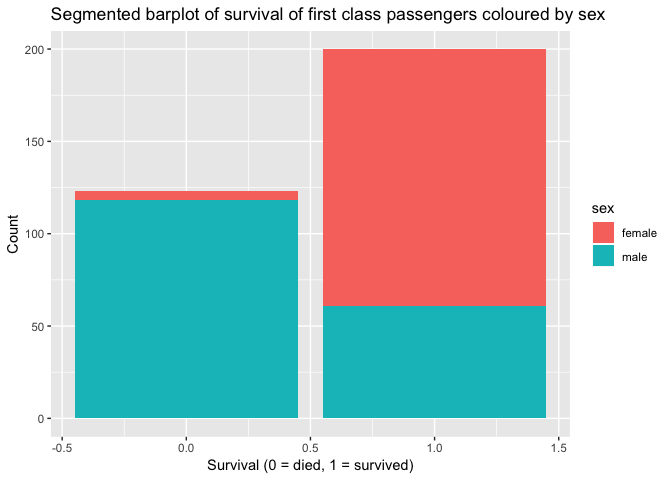 Segmented barplot of survival of first class passengers coloured by sex
200
150
100
50
0
Count
-0.5 0.0 0.5 1.0 1.5
Survival (0 = died, 1 = survived)
sex
female
male